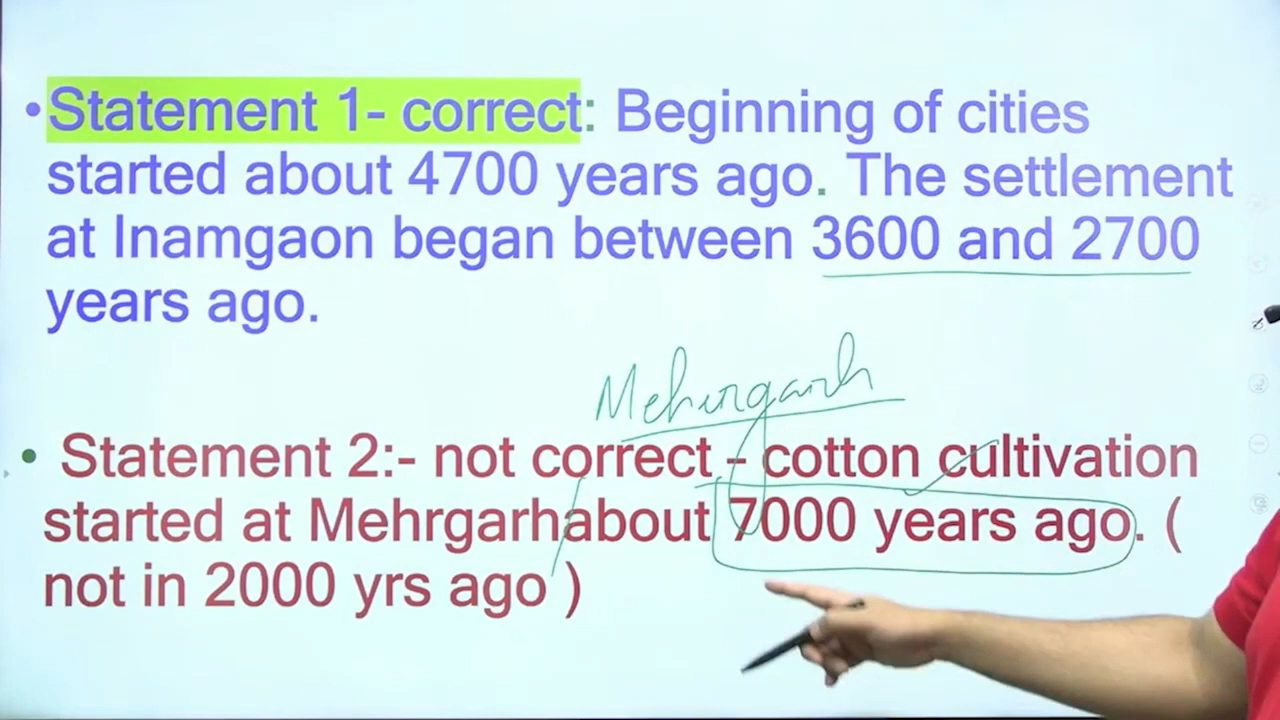 •Statement 1- correct: Beginning of cities
started about 4700 years ago. The settlement
at Inamgaon began between 3600 and 2700
years ago.
Mehrgarh
• Statement 2:- not correct - cotton cultivation
started at Mehrgarhabout 7000 years ago. (
not in 2000 yrs ago )